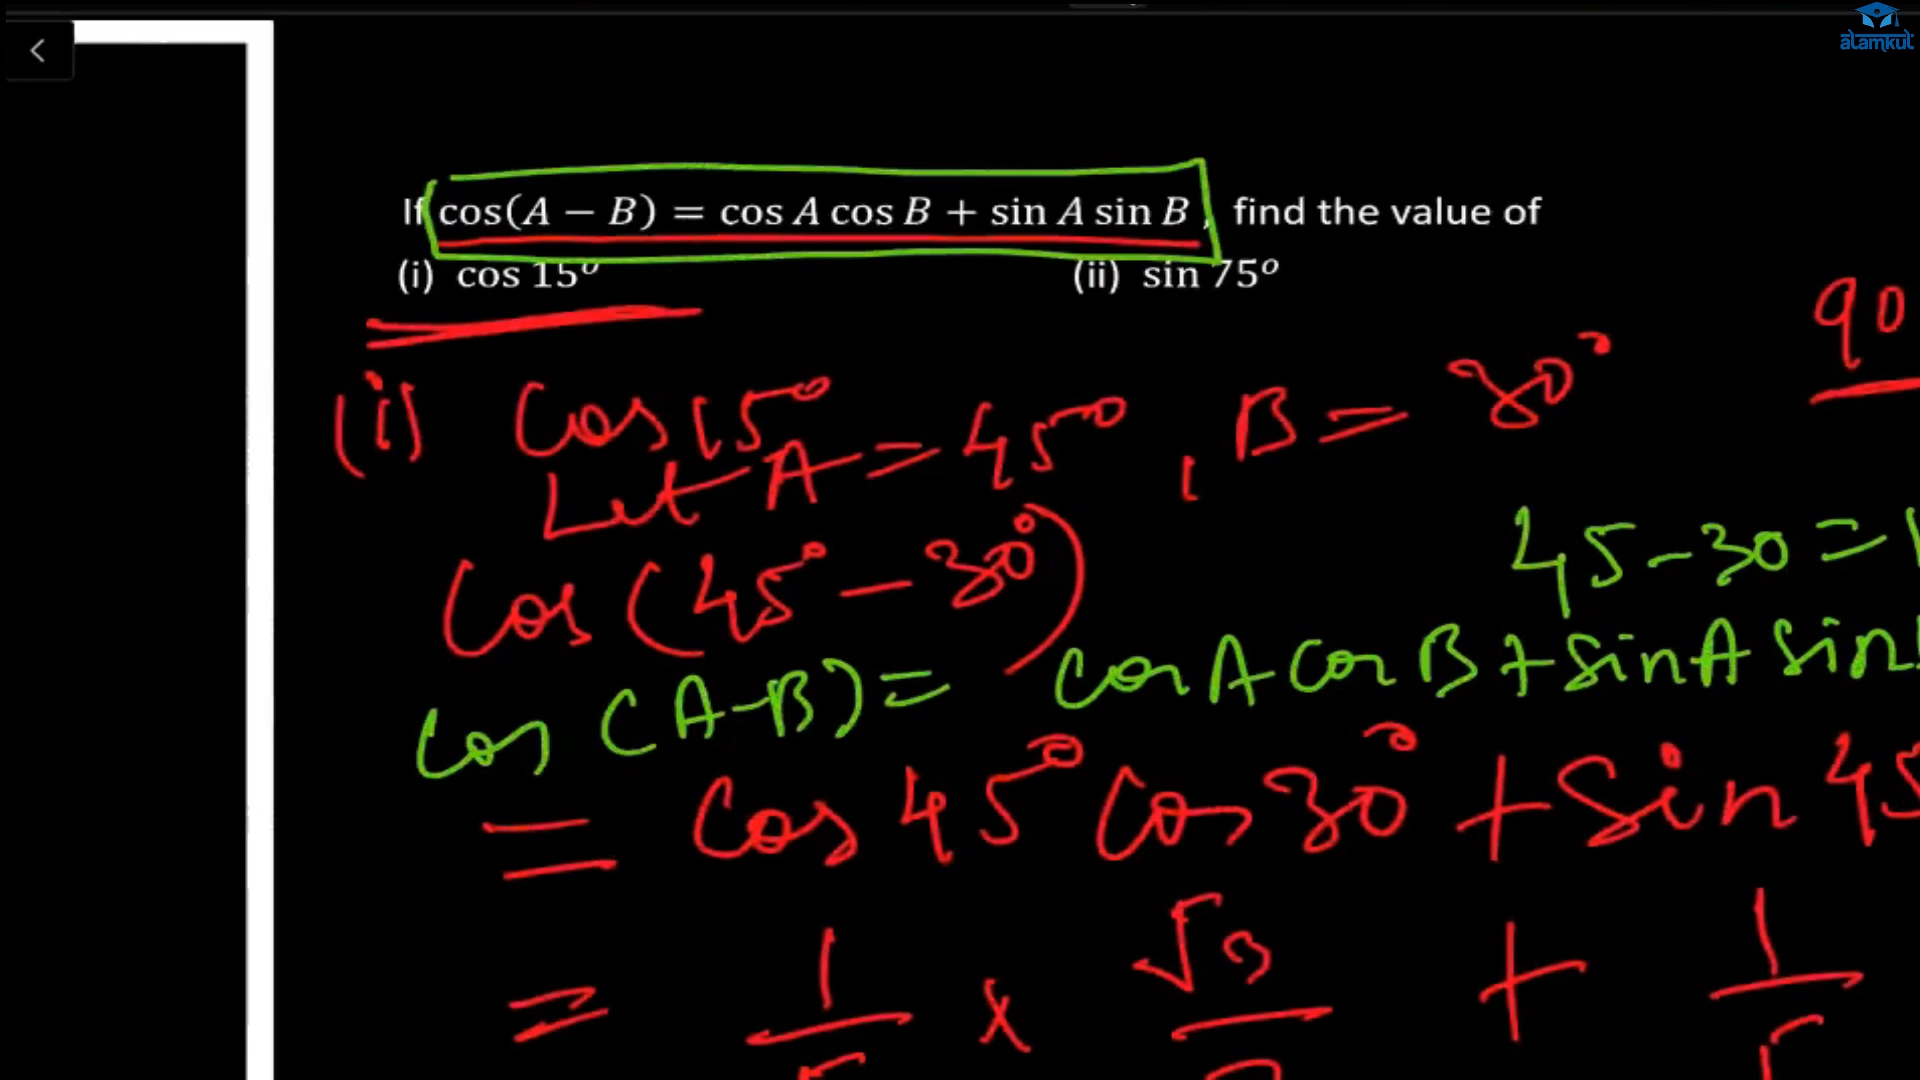 atamkul
If cos(A − B) = cos A cos B + sin A sin B, find the value of
(i) cos 15° (ii) sin 75°
90
(i) Cos 15°
Let A = 45°, B = 30°
Cos (45° − 30°)
45 − 30 = 1
Cos (A−B) = cos A cos B + sin A sin
= Cos 45° Cos 30° + Sin 45
= 1 × √3 + 1